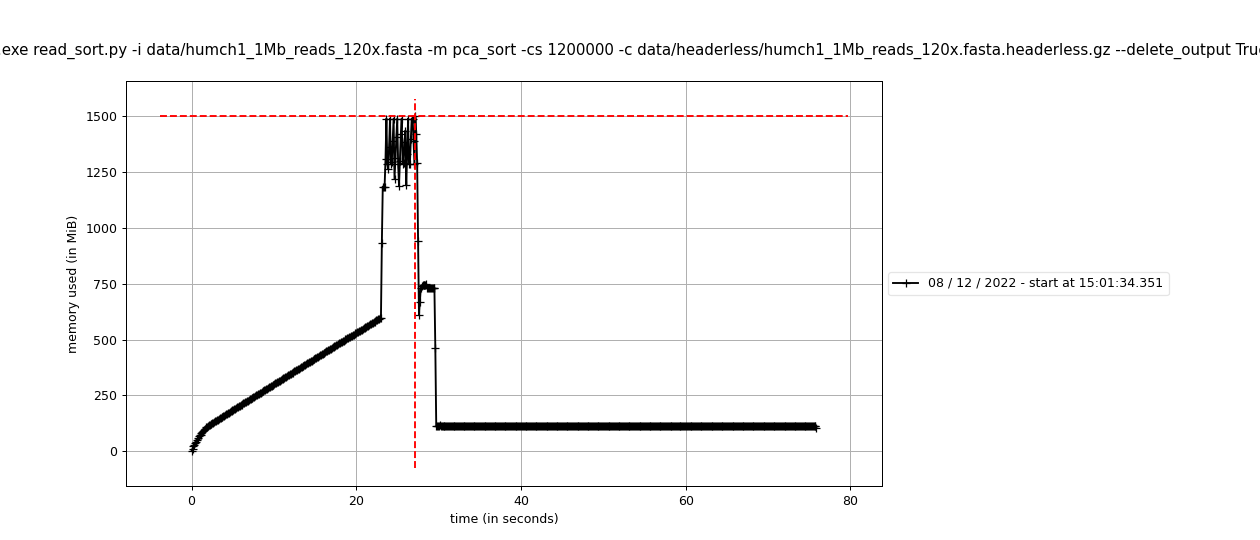 .exe read_sort.py -i data/humch1_1Mb_reads_120x.fasta -m pca_sort -cs 1200000 -c data/headerless/humch1_1Mb_reads_120x.fasta.headerless.gz --delete_output Tru
1500
1250
1000
750
500
250
0
memory used (in MiB)
0 20 40 60 80
time (in seconds)
08 / 12 / 2022 - start at 15:01:34.351